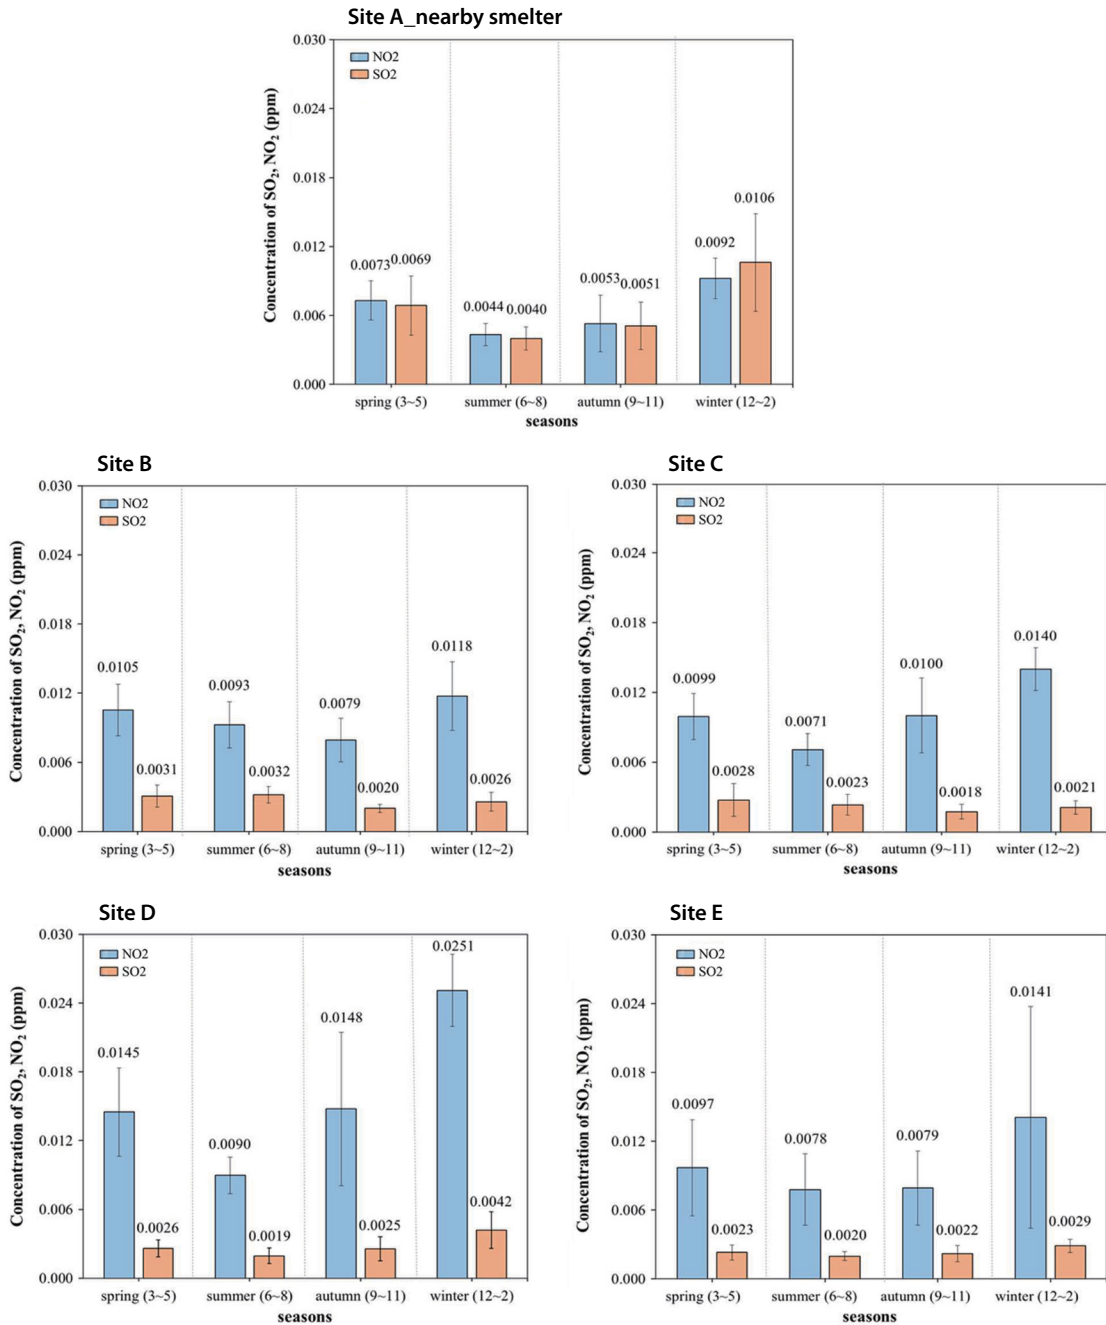 Site A_nearby smelter
Concentration of SO₂, NO₂ (ppm)
0.030
0.024
0.018
0.012
0.006
0.000
NO2
SO2
0.0073
0.0069
0.0044
0.0040
0.0053
0.0051
0.0092
0.0106
spring (3~5)
summer (6~8)
autumn (9~11)
winter (12~2)
seasons
Site B
Concentration of SO₂, NO₂ (ppm)
0.030
0.024
0.018
0.012
0.006
0.000
NO2
SO2
0.0105
0.0031
0.0093
0.0032
0.0079
0.0020
0.0118
0.0026
spring (3~5)
summer (6~8)
autumn (9~11)
winter (12~2)
seasons
Site C
Concentration of SO₂, NO₂ (ppm)
0.030
0.024
0.018
0.012
0.006
0.000
NO2
SO2
0.0099
0.0028
0.0071
0.0023
0.0100
0.0018
0.0140
0.0021
spring (3~5)
summer (6~8)
autumn (9~11)
winter (12~2)
seasons
Site D
Concentration of SO₂, NO₂ (ppm)
0.030
0.024
0.018
0.012
0.006
0.000
NO2
SO2
0.0145
0.0026
0.0090
0.0019
0.0148
0.0025
0.0251
0.0042
spring (3~5)
summer (6~8)
autumn (9~11)
winter (12~2)
seasons
Site E
Concentration of SO₂, NO₂ (ppm)
0.030
0.024
0.018
0.012
0.006
0.000
NO2
SO2
0.0097
0.0023
0.0078
0.0020
0.0079
0.0022
0.0141
0.0029
spring (3~5)
summer (6~8)
autumn (9~11)
winter (12~2)
seasons